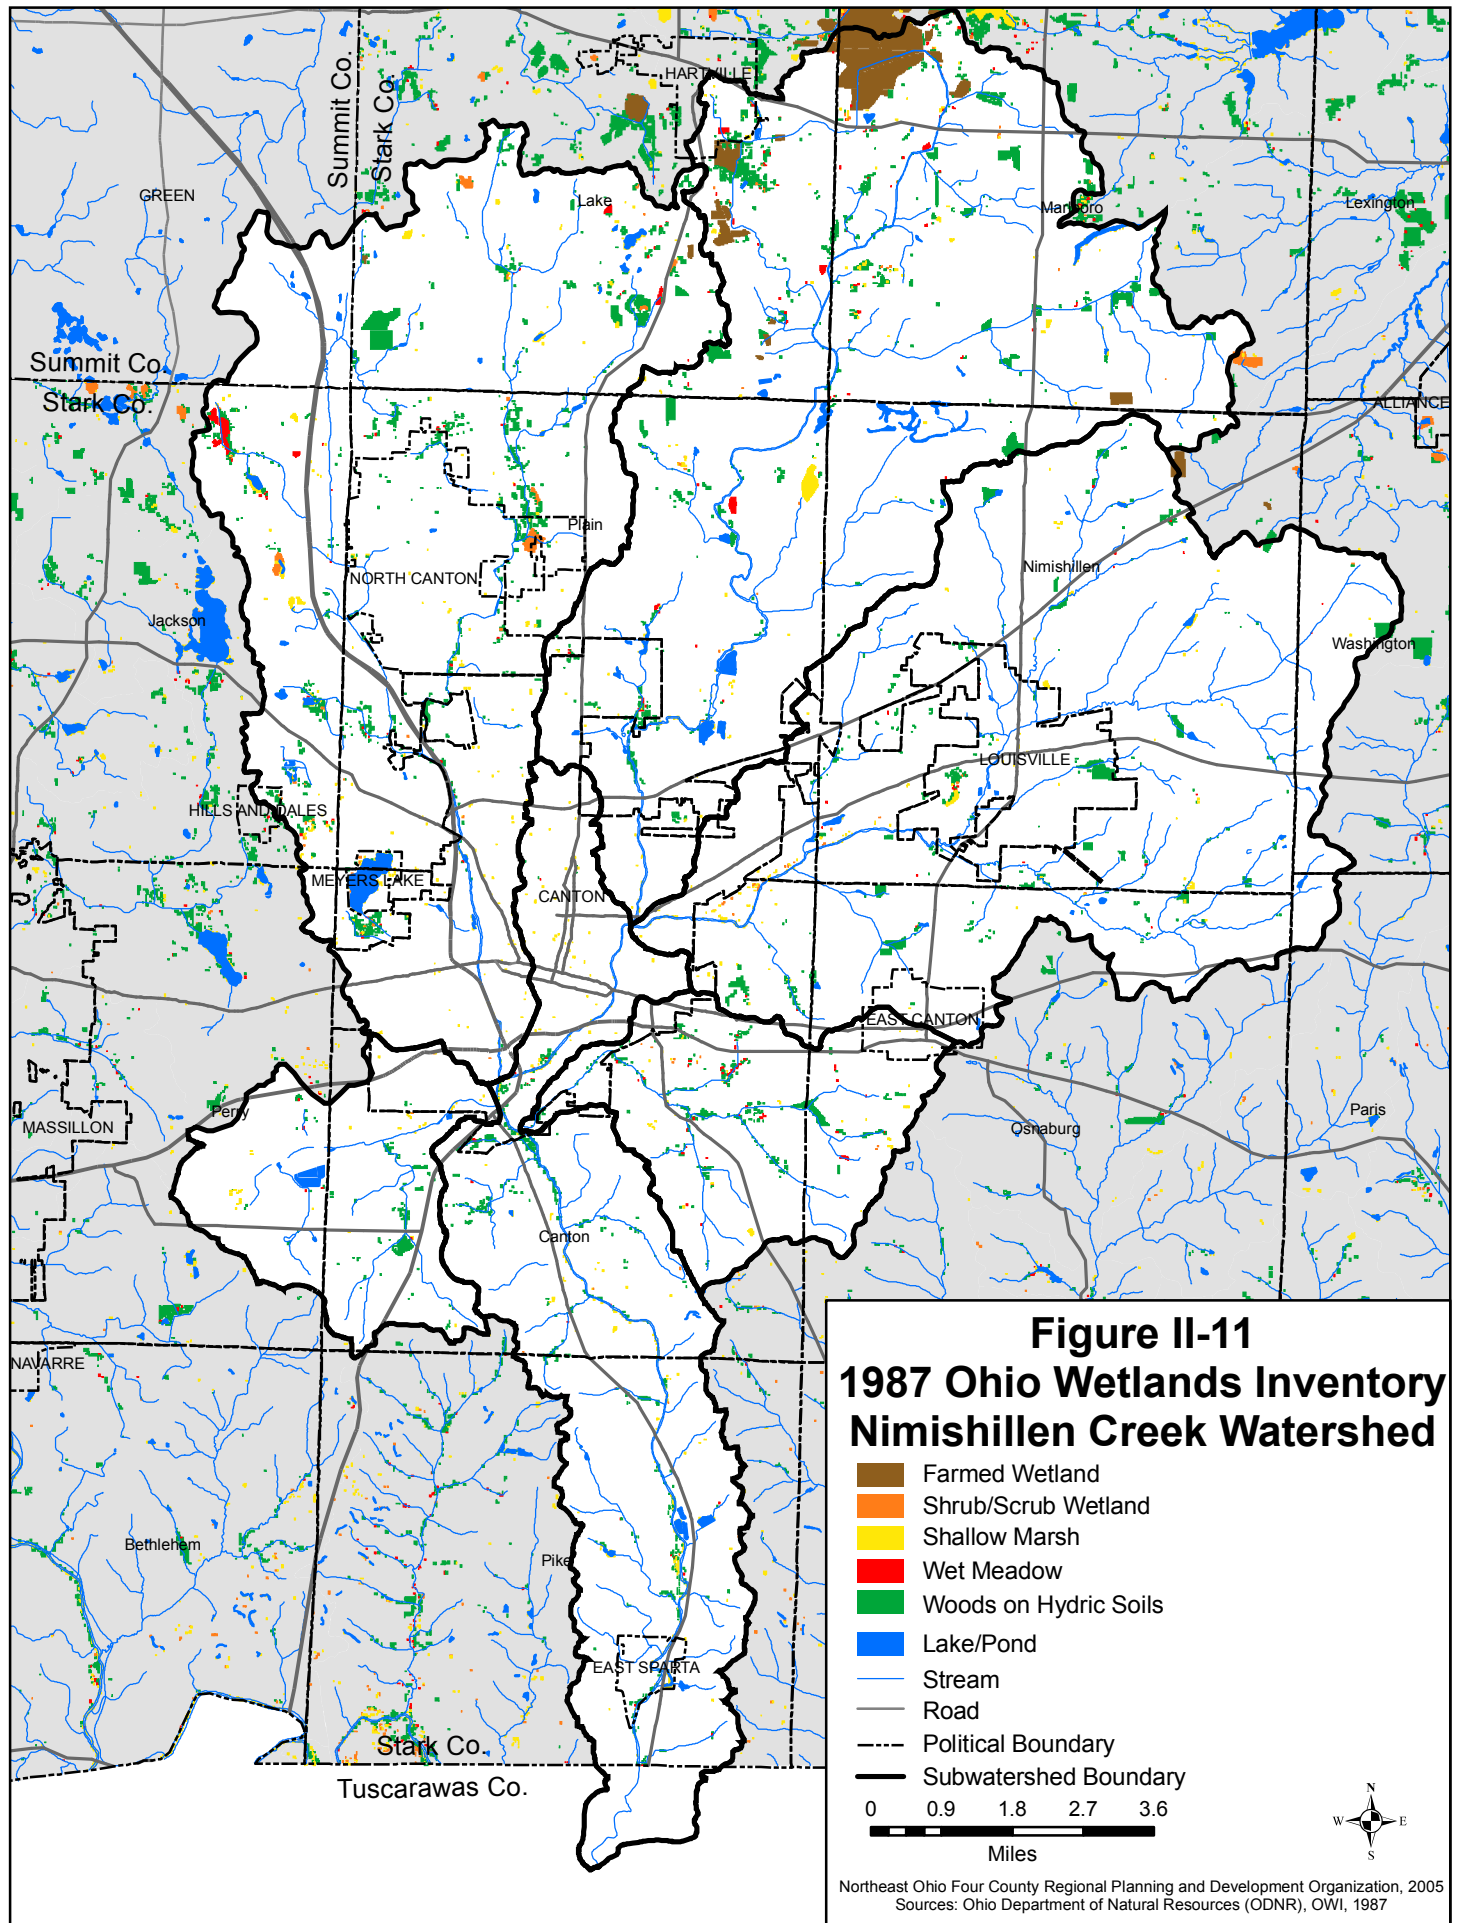 HARTVILLE
Summit Co.
Stark Co.
GREEN
Lake
Marlboro
Lexington
Summit Co.
Stark Co.
ALLIANCE
Plain
NORTH CANTON
Nimishillen
Jackson
Washington
LOUISVILLE
HILLS AND DALES
MEYERS LAKE
CANTON
EAST CANTON
Perry
MASSILLON
Osnaburg
Paris
Canton
NAVARRE
Bethlehem
Pike
EAST SPARTA
Stark Co.
Tuscarawas Co.
Figure II-11
1987 Ohio Wetlands Inventory
Nimishillen Creek Watershed
Farmed Wetland
Shrub/Scrub Wetland
Shallow Marsh
Wet Meadow
Woods on Hydric Soils
Lake/Pond
Stream
Road
Political Boundary
Subwatershed Boundary
0 0.9 1.8 2.7 3.6
Miles
N
W E
S
Northeast Ohio Four County Regional Planning and Development Organization, 2005
Sources: Ohio Department of Natural Resources (ODNR), OWI, 1987